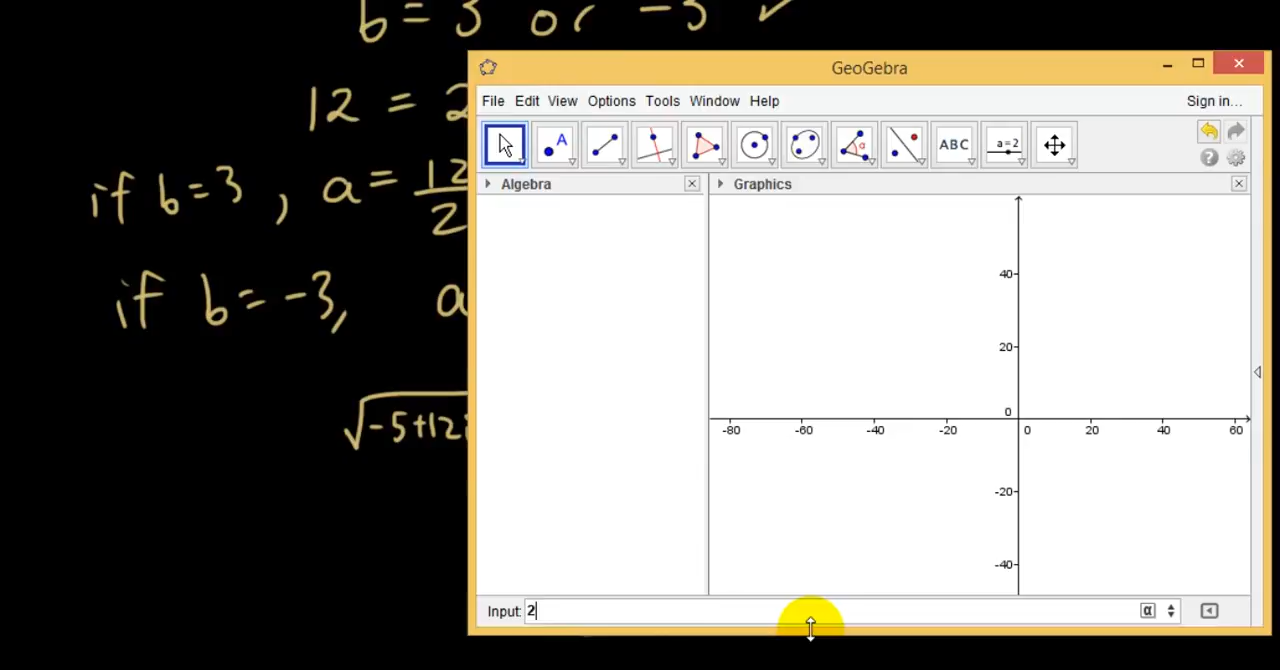 b = 3 or -3 ✓
12 = 2
if b=3 , a = 12/2
if b = -3, a
√-5+12i
GeoGebra
File Edit View Options Tools Window Help Sign in...
A α ABC a=2
Algebra Graphics
40
20
0
-80 -60 -40 -20 0 20 40 60
-20
-40
Input: 2 α